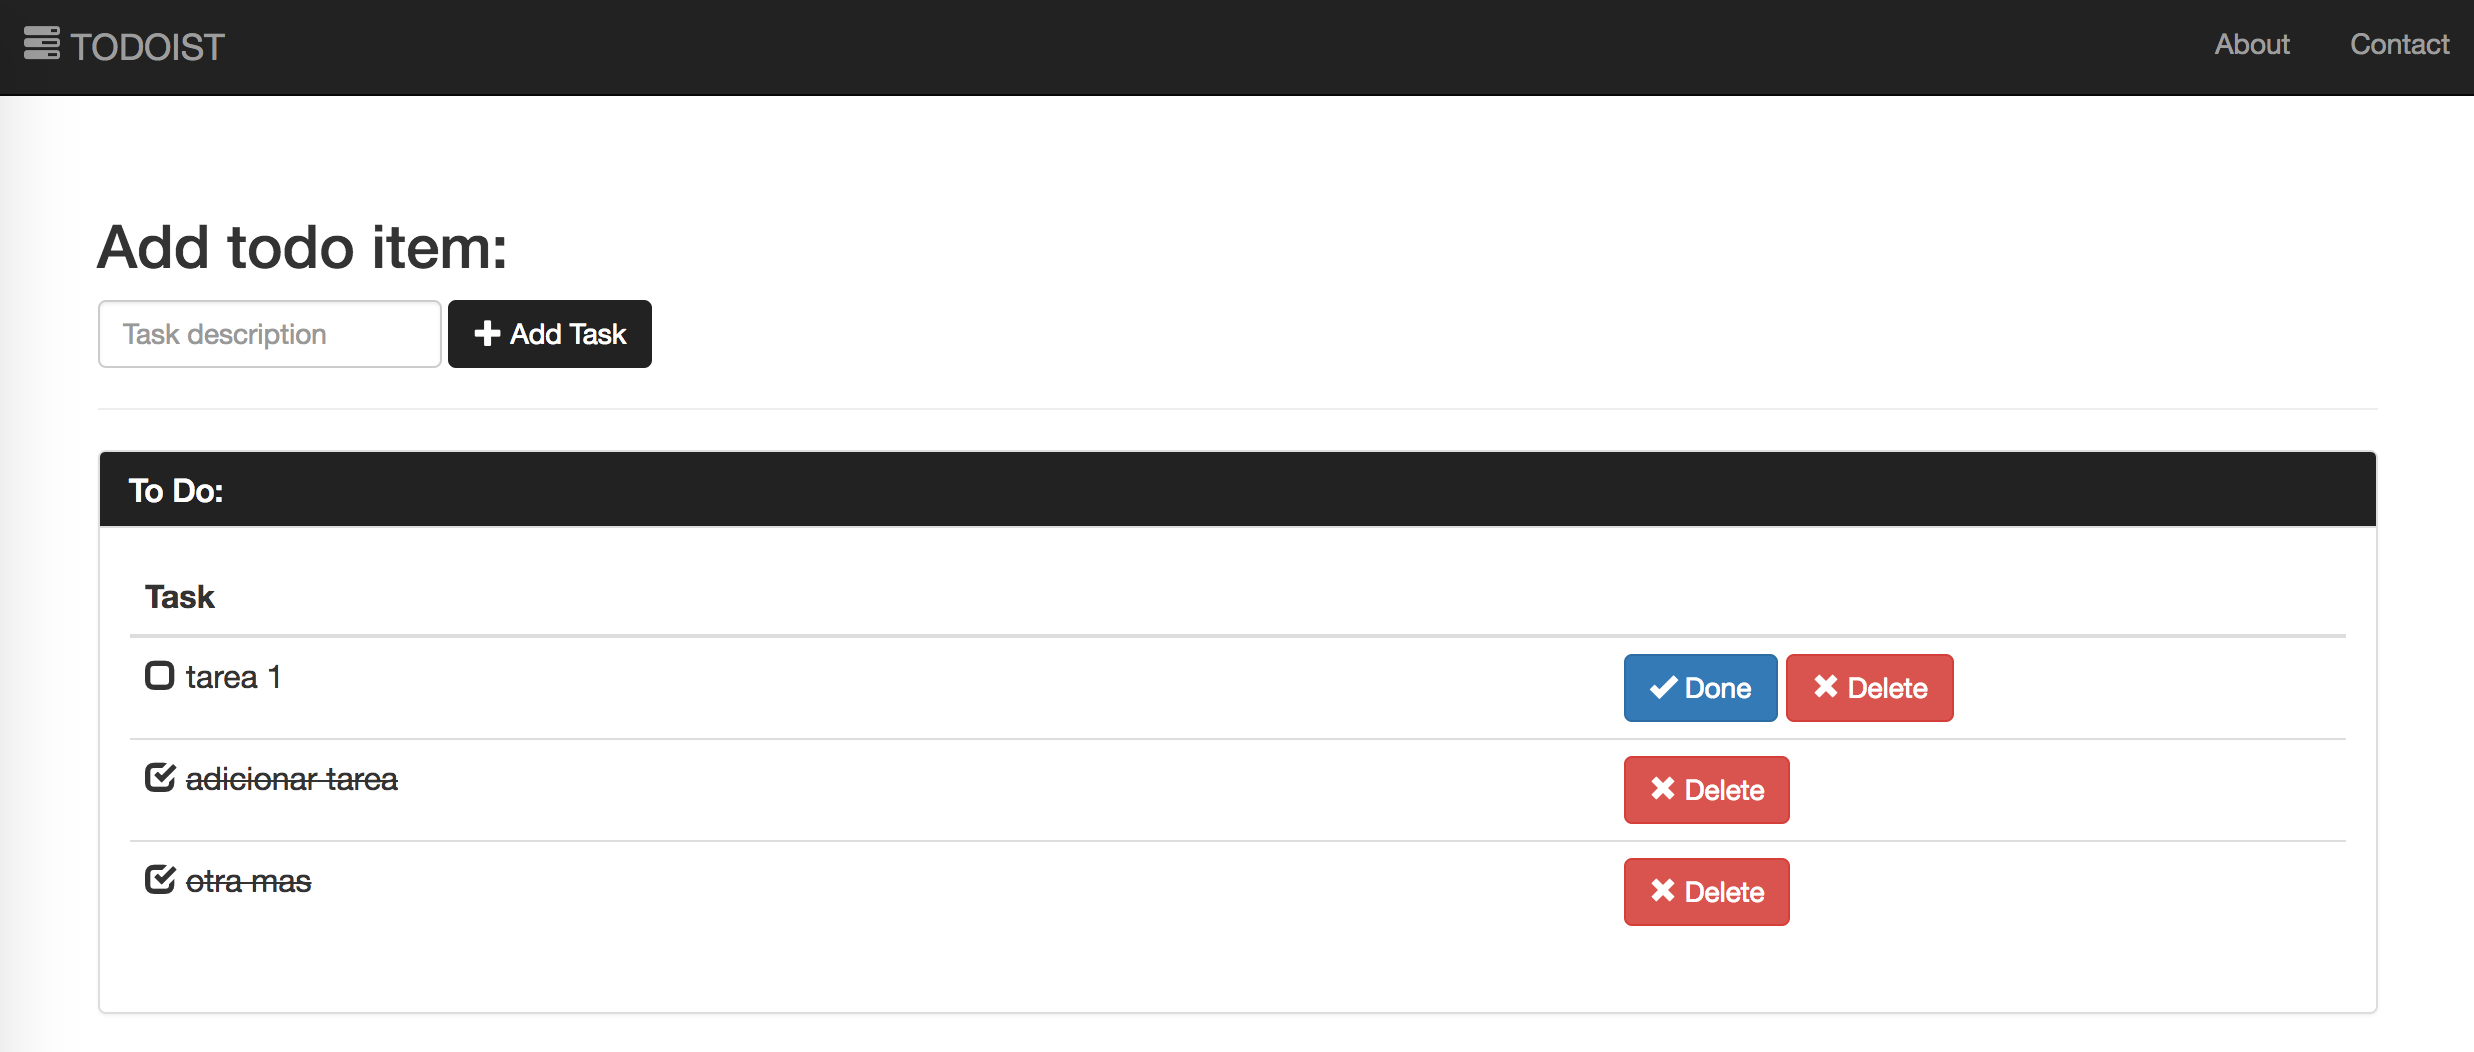 TODOIST About Contact
Add todo item:
Task description Add Task
To Do:
Task
tarea 1 Done Delete
adicionar tarea Delete
otra mas Delete